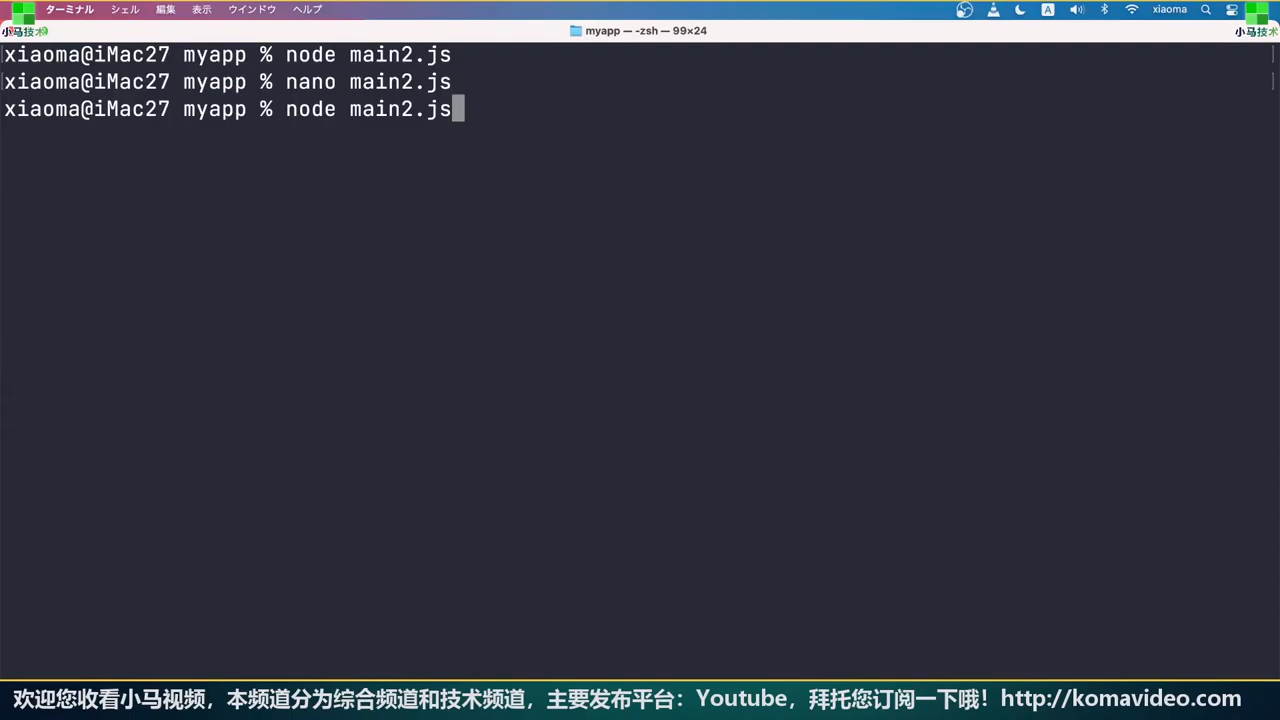 ターミナル シェル 編集 表示 ウインドウ ヘルプ A xiaoma
小马技术 myapp — -zsh — 99×24 小马技术
xiaoma@iMac27 myapp % node main2.js
xiaoma@iMac27 myapp % nano main2.js
xiaoma@iMac27 myapp % node main2.js
欢迎您收看小马视频，本频道分为综合频道和技术频道，主要发布平台：Youtube，拜托您订阅一下哦！http://komavideo.com